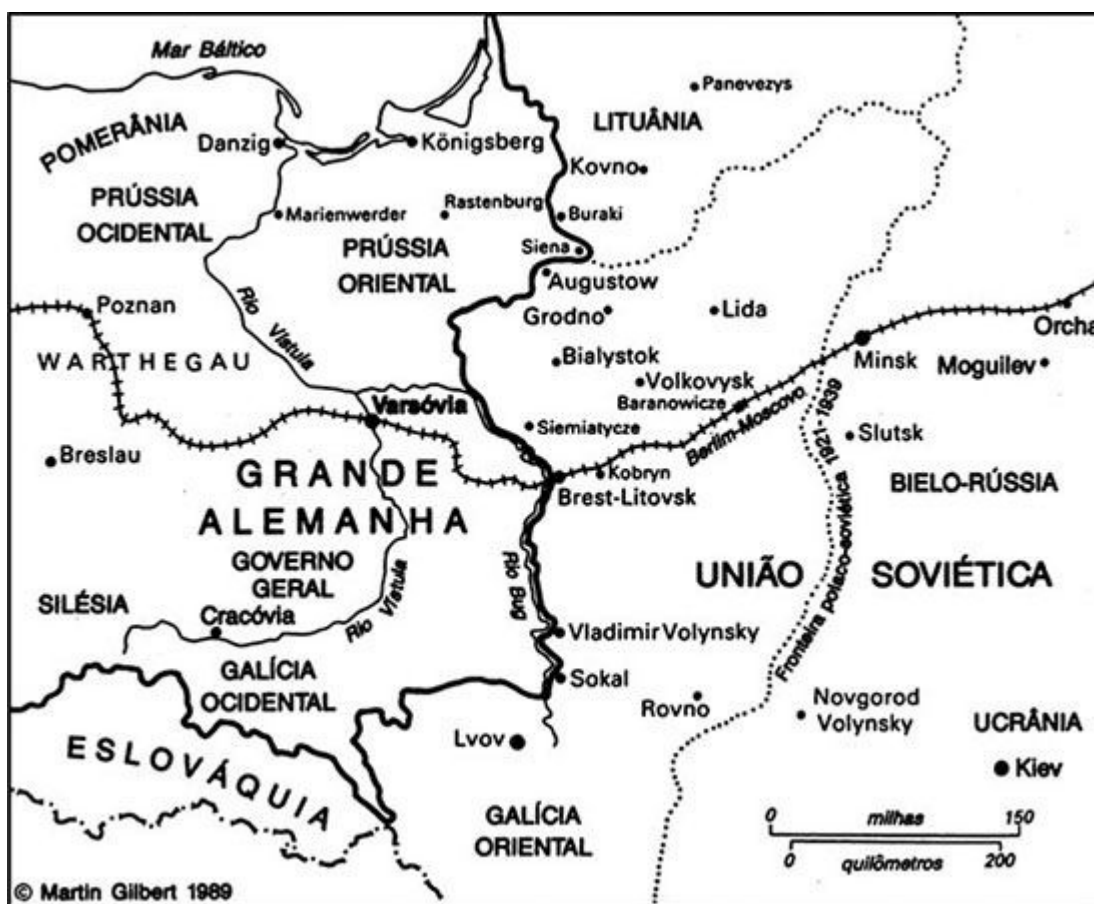 Mar Báltico
Panevezys
POMERÂNIA
LITUÂNIA
Danzig
Königsberg
Kovno
PRÚSSIA
OCIDENTAL
Marienwerder
Rastenburg
Buraki
PRÚSSIA
ORIENTAL
Siena
Augustow
Rio Vístula
Poznan
Grodno
Lida
Orcha
WARTHEGAU
Bialystok
Minsk
Moguilev
Volkovysk
Baranowicze
Varsóvia
Siemiatycze
Berlim-Moscovo
Slutsk
Breslau
GRANDE
ALEMANHA
Kobryn
Brest-Litovsk
BIELO-RÚSSIA
GOVERNO
GERAL
Rio Bug
UNIÃO SOVIÉTICA
Fronteira polaco-soviética 1921-1939
SILÉSIA
Cracóvia
Rio Vístula
Vladimir Volynsky
GALÍCIA
OCIDENTAL
Sokal
Rovno
Novgorod
Volynsky
UCRÂNIA
Lvov
Kiev
ESLOVÁQUIA
GALÍCIA
ORIENTAL
0 milhas 150
0 quilômetros 200
© Martin Gilbert 1989